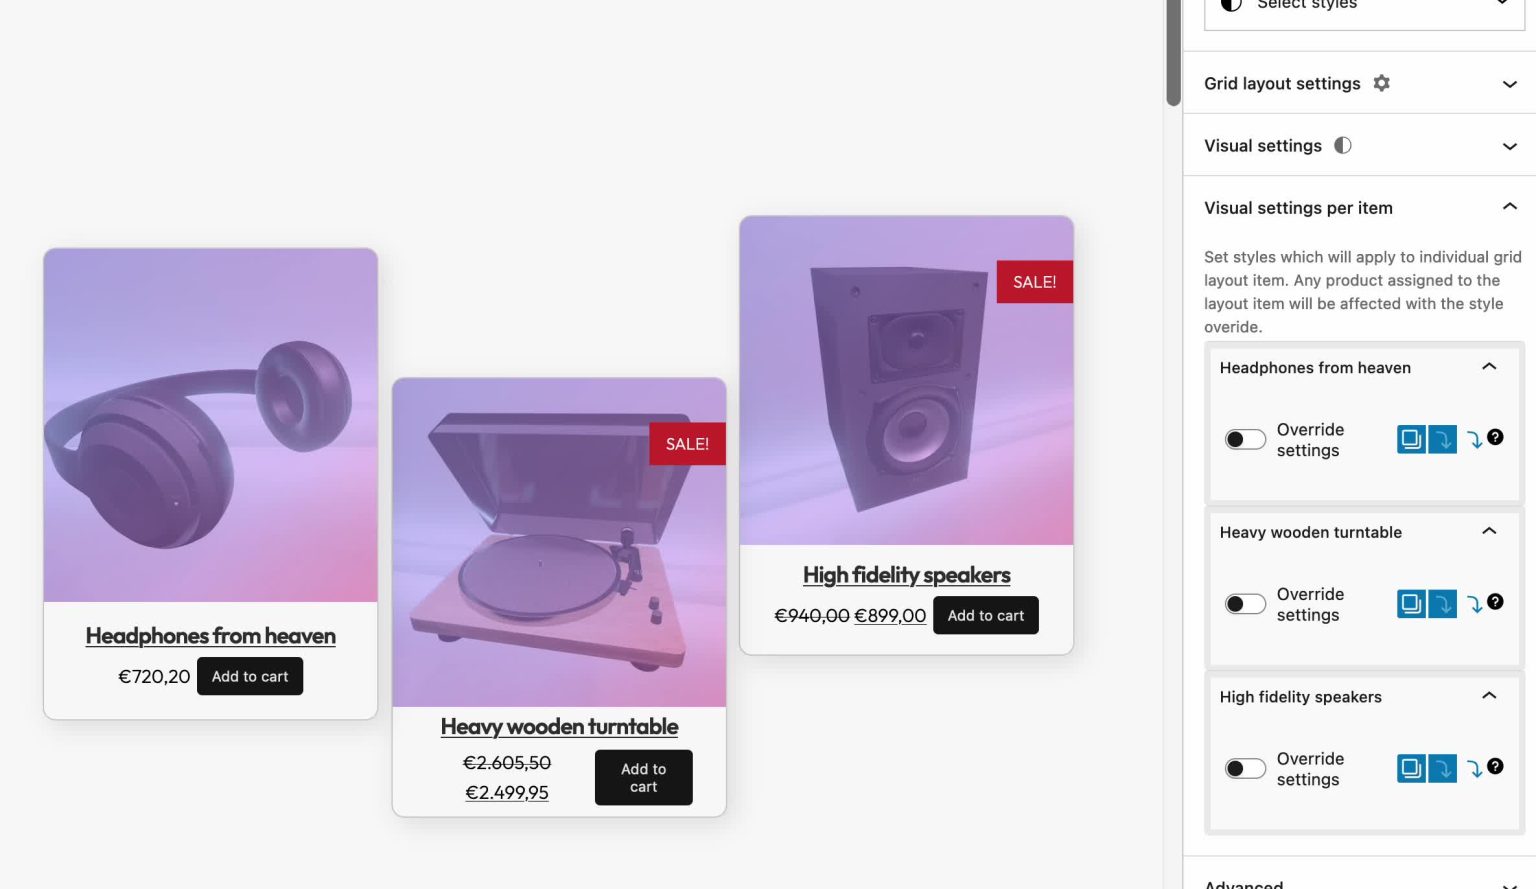 Select styles
Grid layout settings
Visual settings
Visual settings per item
Set styles which will apply to individual grid
layout item. Any product assigned to the
layout item will be affected with the style
overide.
Headphones from heaven
Override
settings
?
Heavy wooden turntable
Override
settings
?
High fidelity speakers
Override
settings
?
Advanced
Headphones from heaven
€720,20
Add to cart
SALE!
Heavy wooden turntable
€2.605,50
€2.499,95
Add to
cart
SALE!
High fidelity speakers
€940,00 €899,00
Add to cart